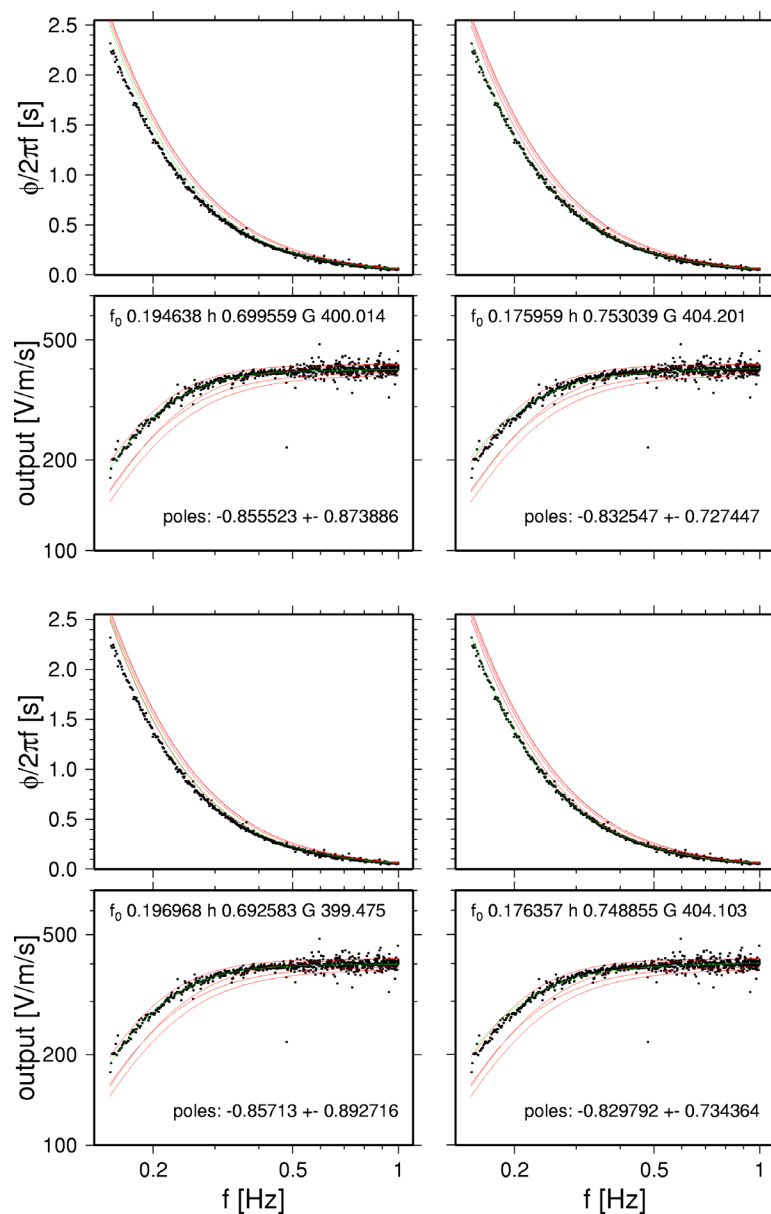 2.5
2.0
1.5
1.0
0.5
0.0
ϕ/2πf [s]
f0 0.194638 h 0.699559 G 400.014
f0 0.175959 h 0.753039 G 404.201
500
200
100
output [V/m/s]
poles: -0.855523 +- 0.873886
poles: -0.832547 +- 0.727447
2.5
2.0
1.5
1.0
0.5
0.0
ϕ/2πf [s]
f0 0.196968 h 0.692583 G 399.475
f0 0.176357 h 0.748855 G 404.103
500
200
100
output [V/m/s]
poles: -0.85713 +- 0.892716
poles: -0.829792 +- 0.734364
0.2 0.5 1
0.2 0.5 1
f [Hz]
f [Hz]